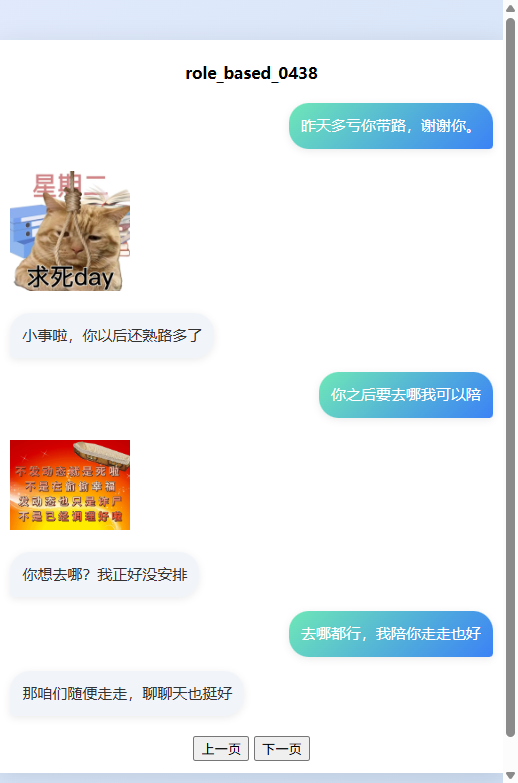 role_based_0438
昨天多亏你带路，谢谢你。
星期二
求死day
小事啦，你以后还熟路多了
你之后要去哪我可以陪
不发动态就是死啦
不是在偷偷幸福
发动态也只是诈尸
不是已经调理好啦
你想去哪？我正好没安排
去哪都行，我陪你走走也好
那咱们随便走走，聊聊天也挺好
上一页 下一页